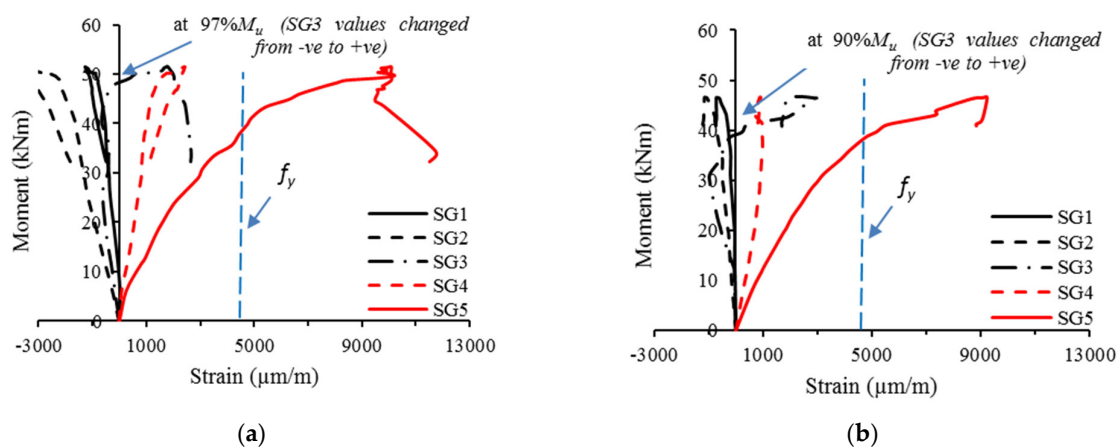 at 97%Mu (SG3 values changed
from -ve to +ve)
60
50
40
30
20
10
0
Moment (kNm)
fy
SG1
SG2
SG3
SG4
SG5
-3000 1000 5000 9000 13000
Strain (µm/m)
(a)
at 90%Mu (SG3 values changed
from -ve to +ve)
60
50
40
30
20
10
0
Moment (kNm)
fy
SG1
SG2
SG3
SG4
SG5
-3000 1000 5000 9000 13000
Strain (µm/m)
(b)